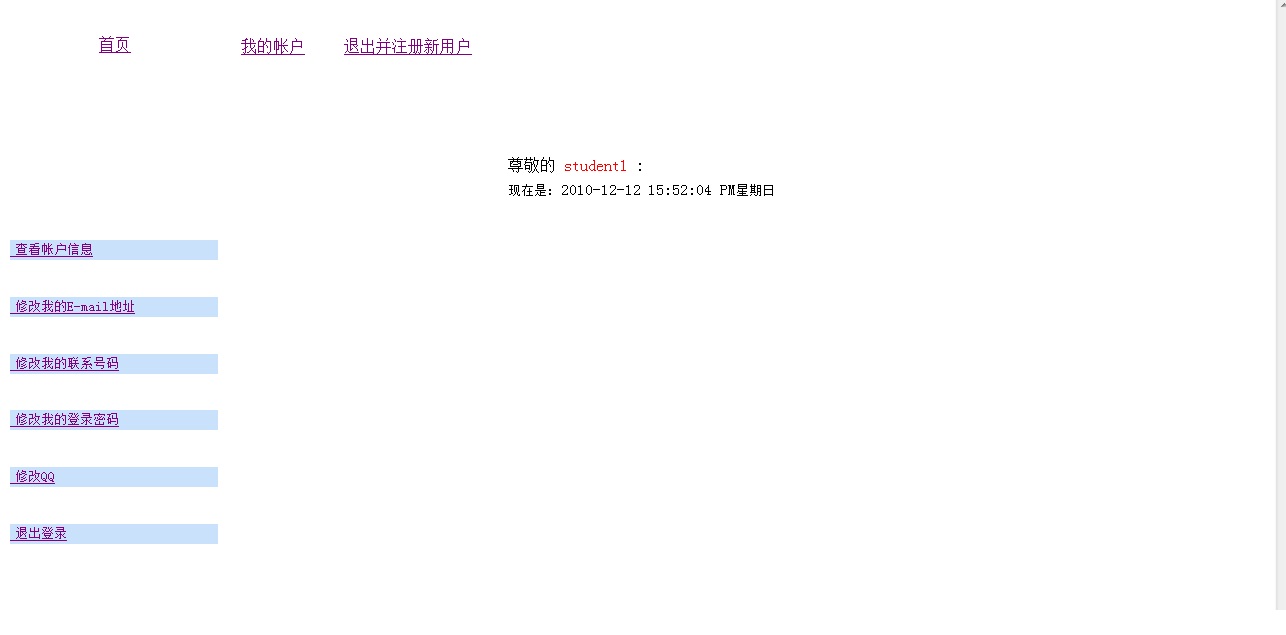 首页 我的帐户 退出并注册新用户
尊敬的 student1 ：
现在是：2010-12-12 15:52:04 PM星期日
查看帐户信息
修改我的E-mail地址
修改我的联系号码
修改我的登录密码
修改QQ
退出登录